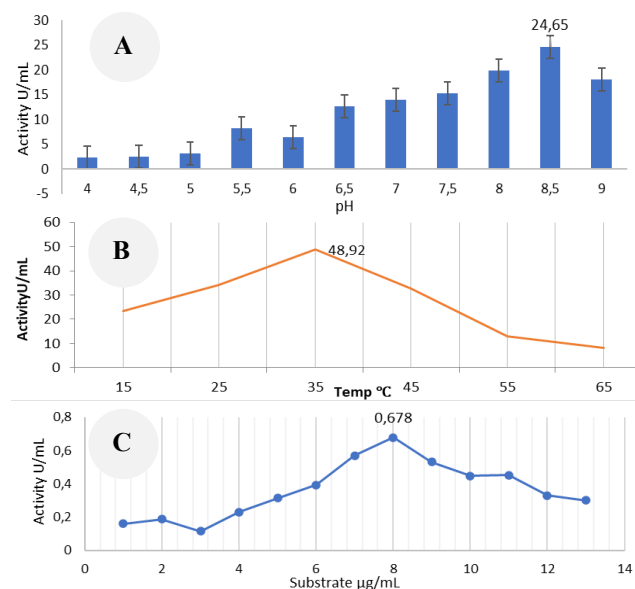 A
24,65
30
25
20
15
10
5
0
-5
Activity U/mL
4 4,5 5 5,5 6 6,5 7 7,5 8 8,5 9
pH
B
48,92
60
50
40
30
20
10
0
ActivityU/mL
15 25 35 45 55 65
Temp °C
C
0,678
0,8
0,6
0,4
0,2
0
Activity U/mL
0 2 4 6 8 10 12 14
Substrate µg/mL